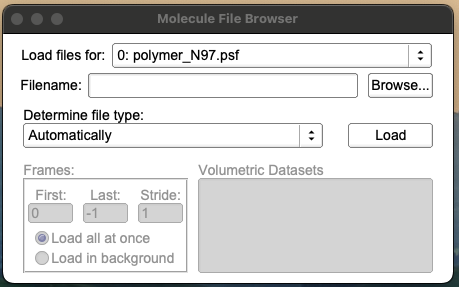 Molecule File Browser
Load files for: 0: polymer_N97.psf
Filename: Browse...
Determine file type:
Automatically Load
Frames: Volumetric Datasets
First: Last: Stride:
0 -1 1
Load all at once
Load in background